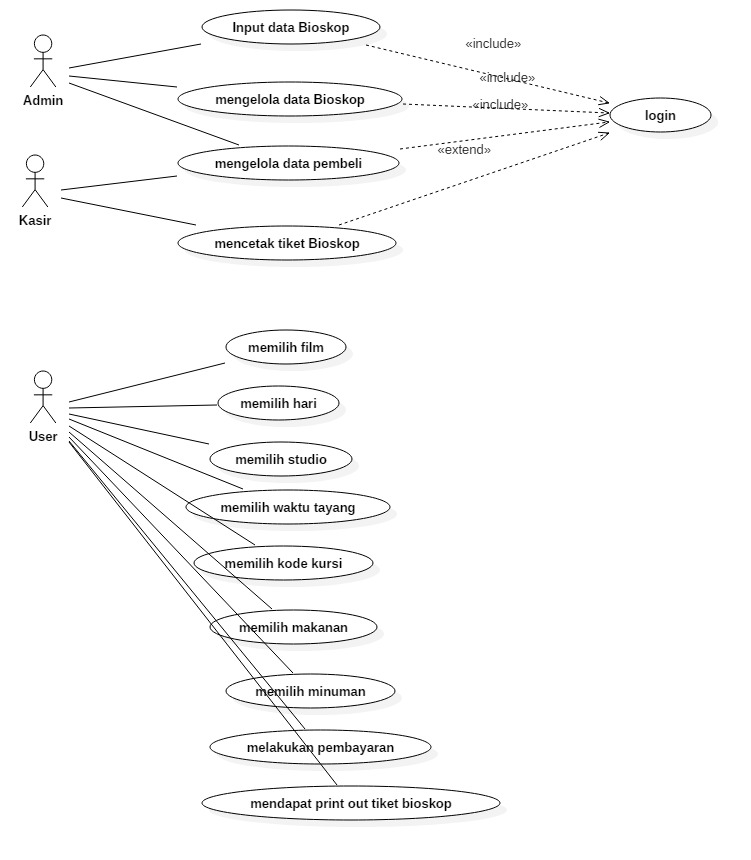 Input data Bioskop
«include»
«include»
Admin
mengelola data Bioskop
«include»
login
«extend»
mengelola data pembeli
Kasir
mencetak tiket Bioskop
memilih film
memilih hari
User
memilih studio
memilih waktu tayang
memilih kode kursi
memilih makanan
memilih minuman
melakukan pembayaran
mendapat print out tiket bioskop